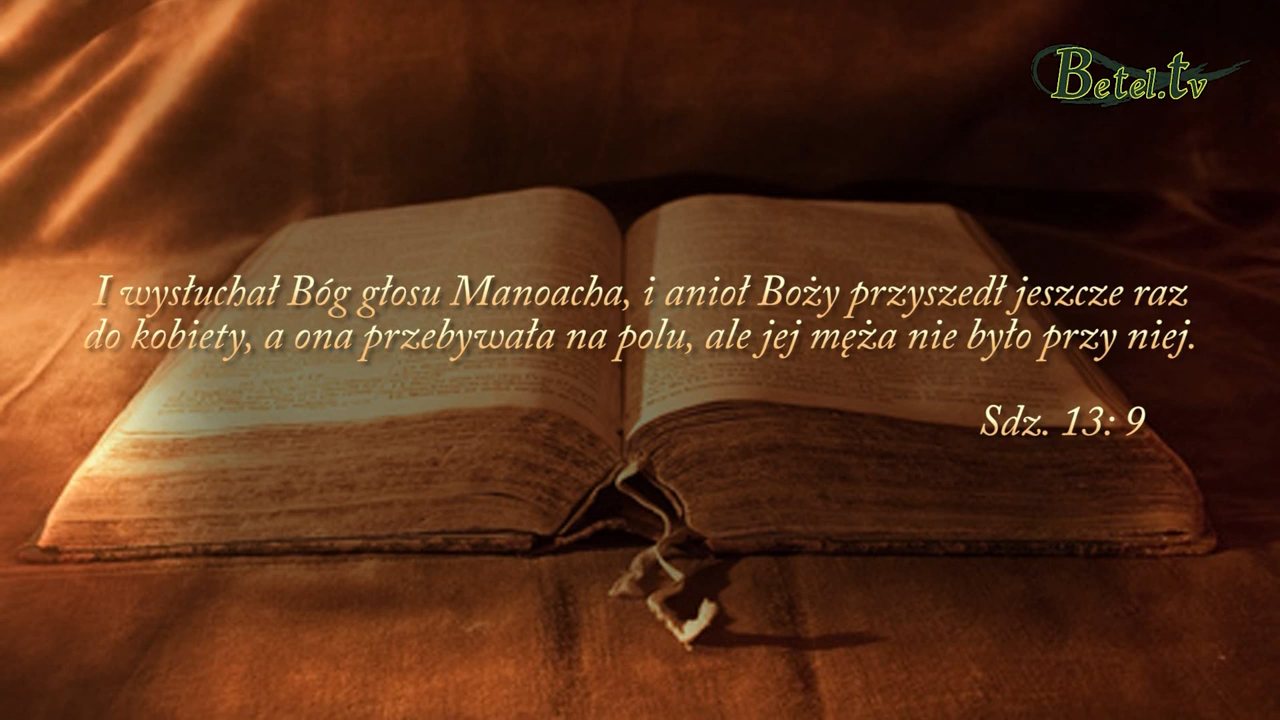 Betel.tv
I wysłuchał Bóg głosu Manoacha, i anioł Boży przyszedł jeszcze raz
do kobiety, a ona przebywała na polu, ale jej męża nie było przy niej.
Sdz. 13: 9